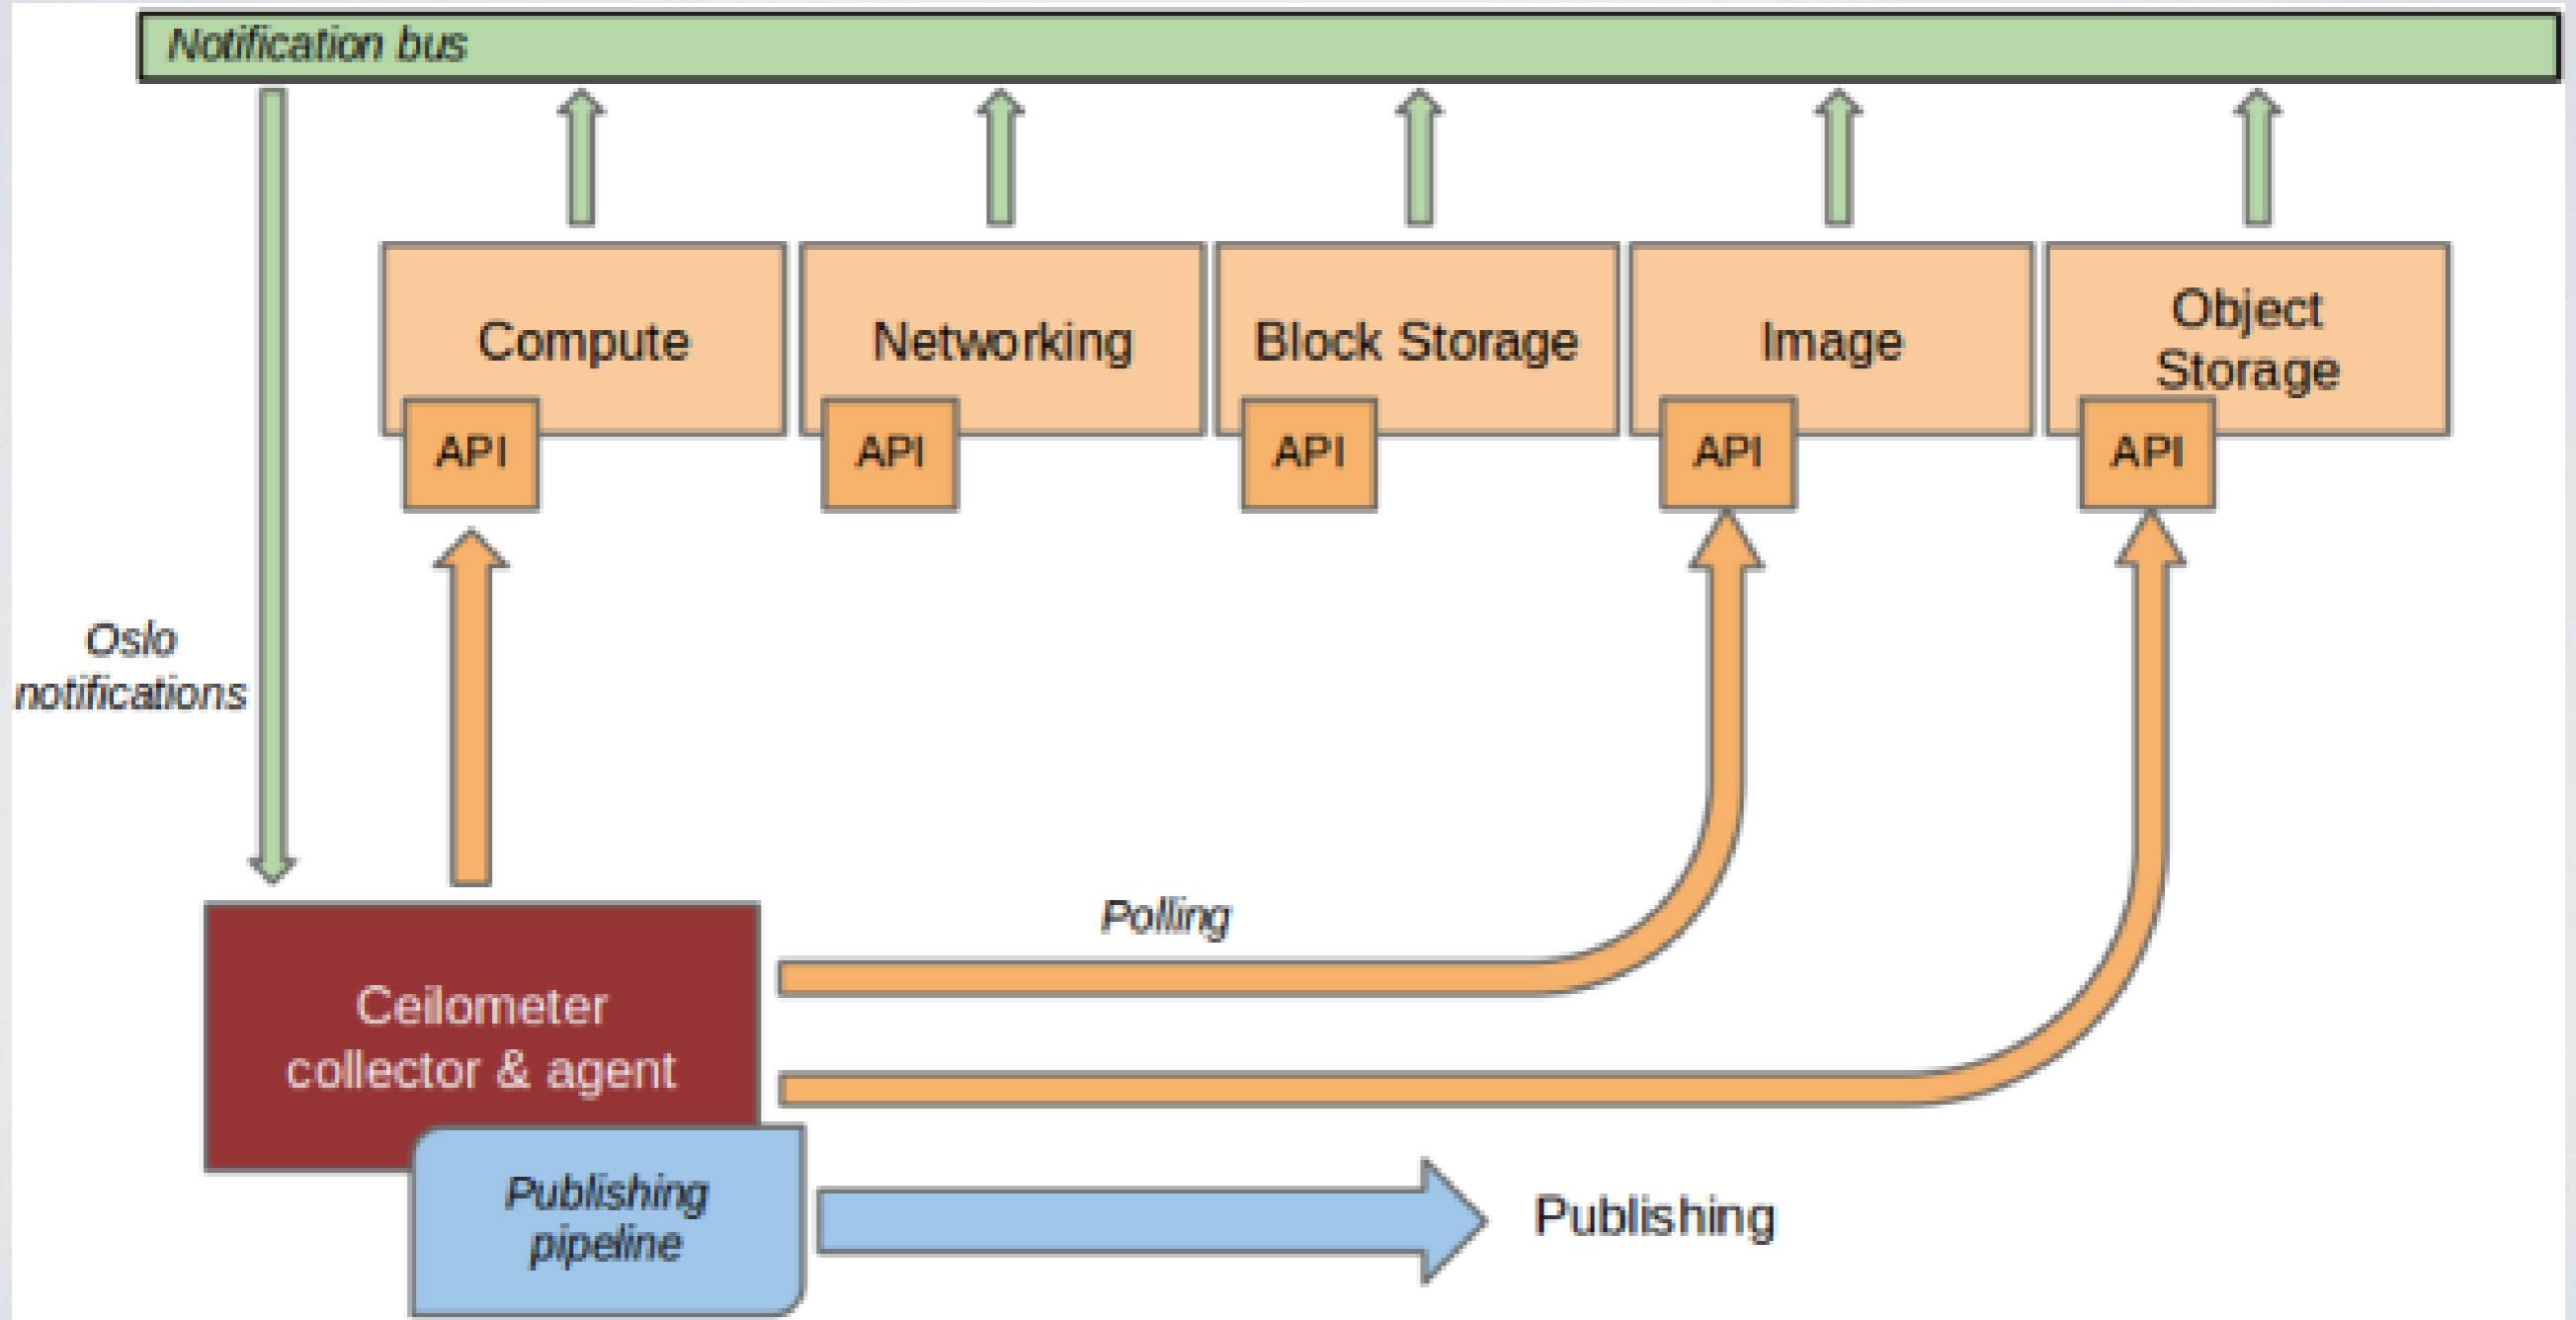 Notification bus
Compute
Networking
Block Storage
Image
Object
Storage
API
API
API
API
API
Oslo
notifications
Polling
Ceilometer
collector & agent
Publishing
pipeline
Publishing